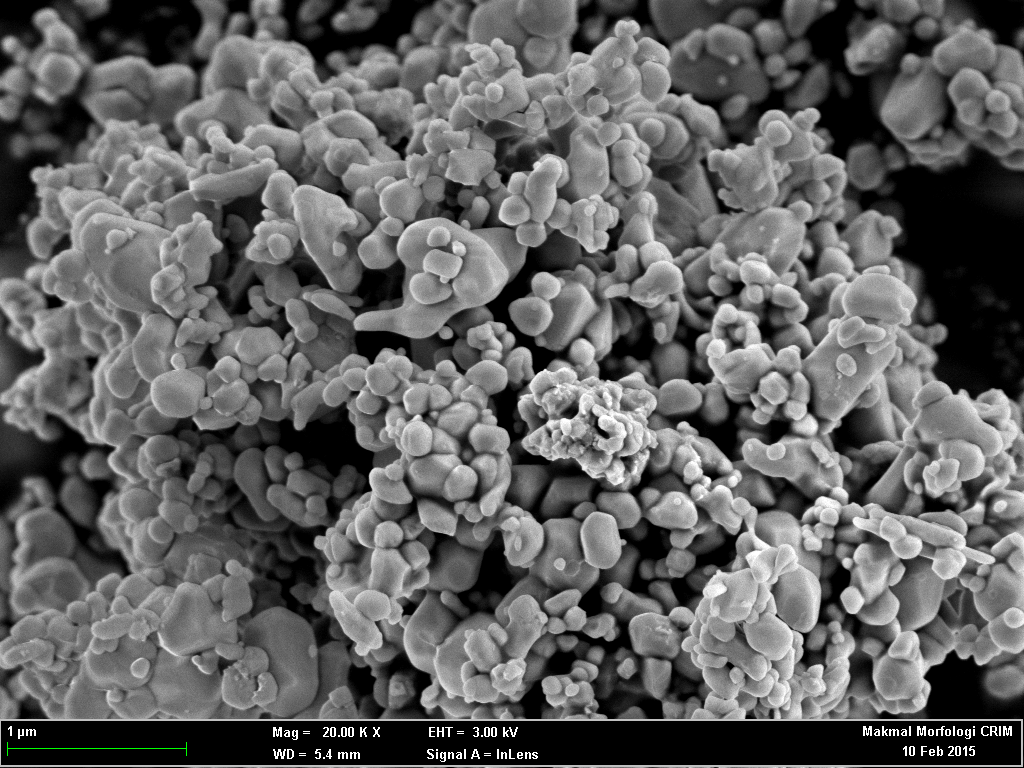 1 µm
Mag = 20.00 K X EHT = 3.00 kV Makmal Morfologi CRIM
WD = 5.4 mm Signal A = InLens 10 Feb 2015